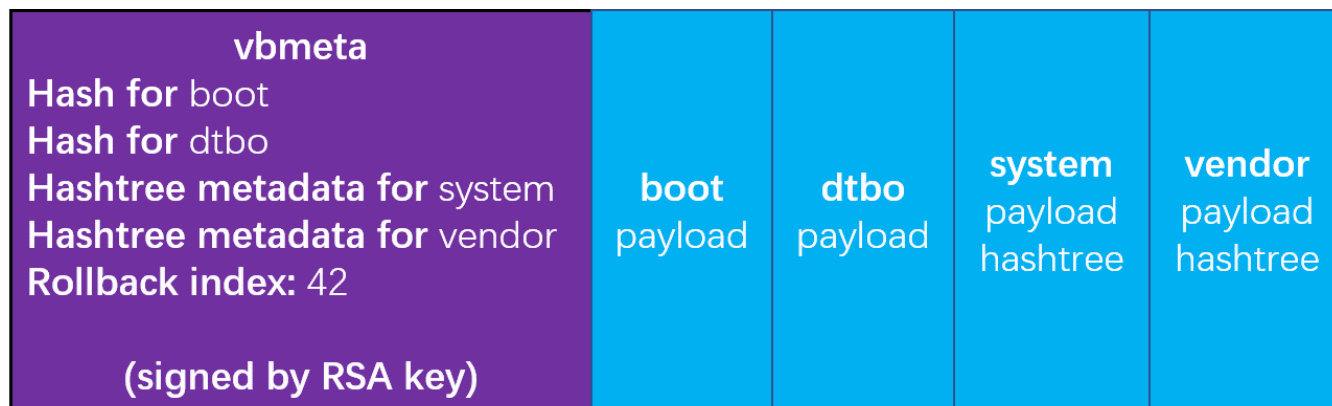 vbmeta
Hash for boot
Hash for dtbo
Hashtree metadata for system
Hashtree metadata for vendor
Rollback index: 42
(signed by RSA key)
boot
payload
dtbo
payload
system
payload
hashtree
vendor
payload
hashtree